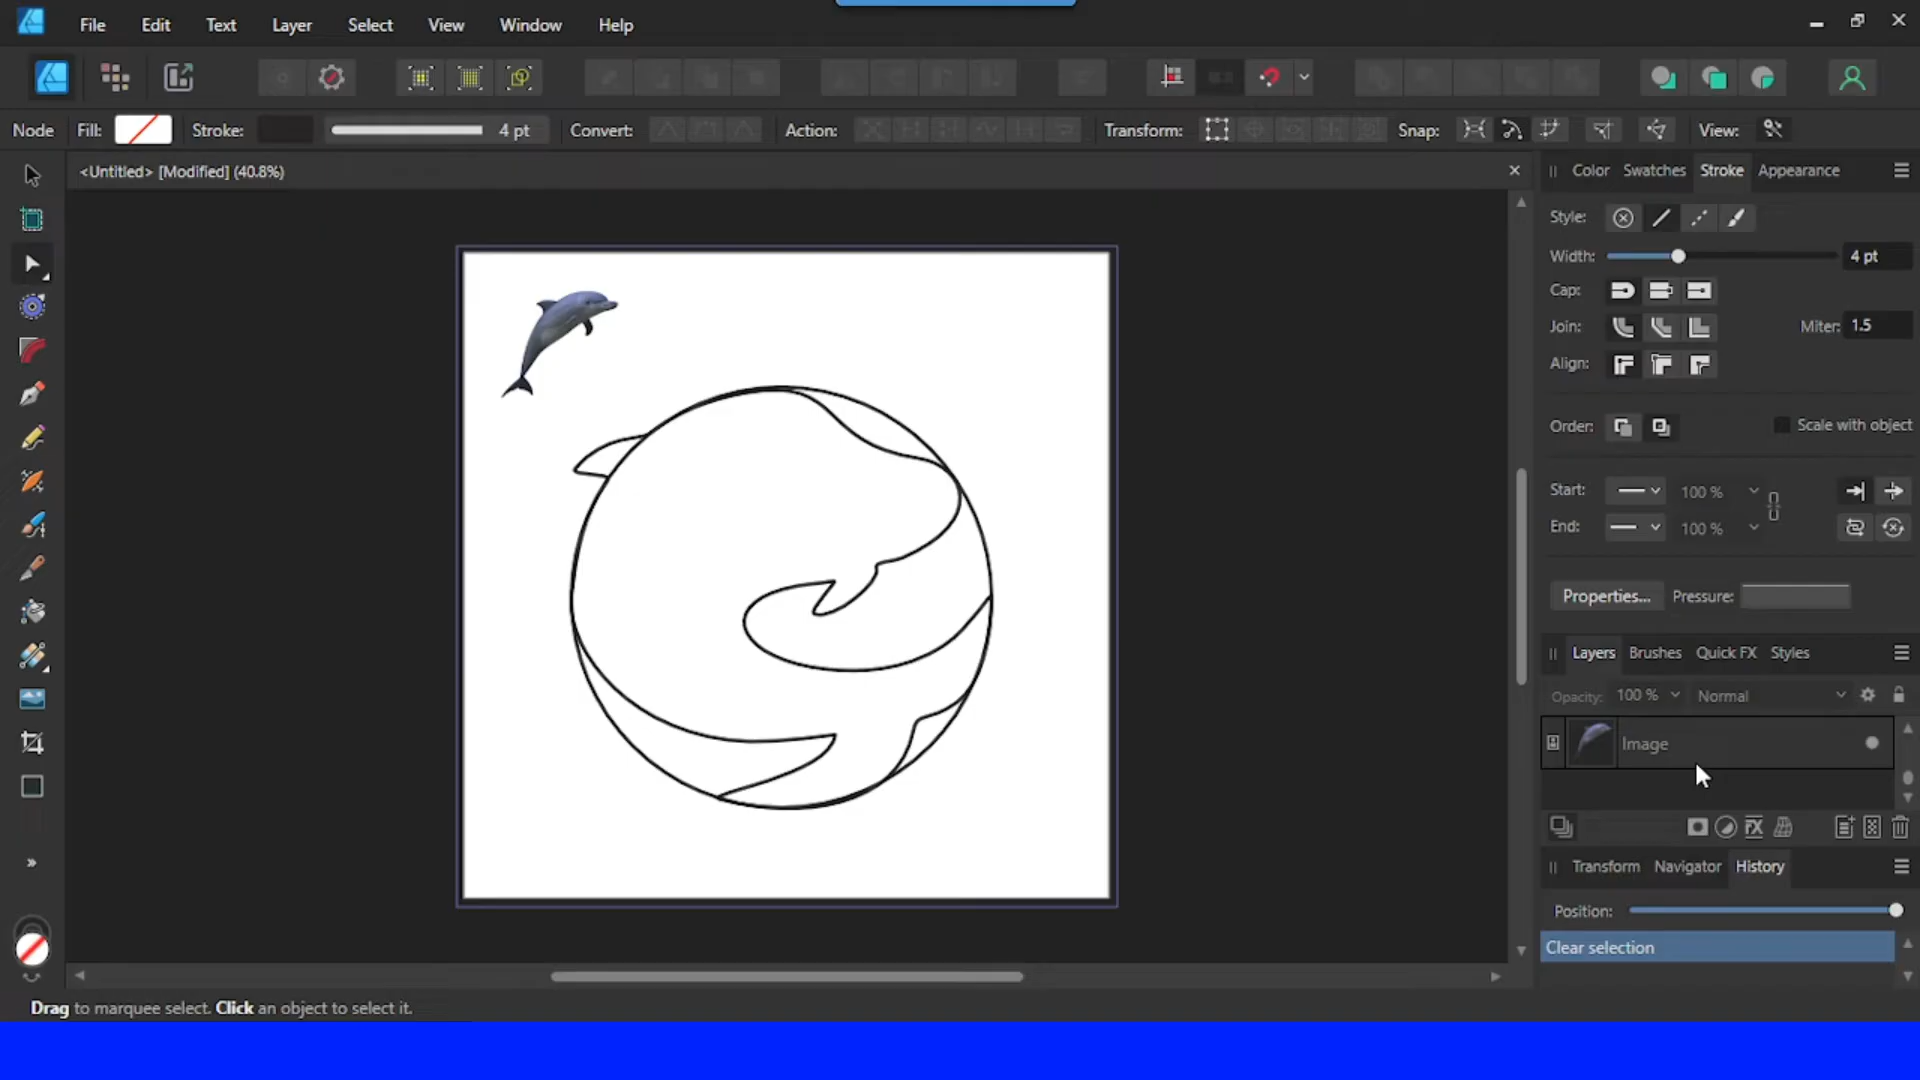 File Edit Text Layer Select View Window Help
Node Fill: Stroke: 4 pt Convert: Action: Transform: Snap: View:
<Untitled> [Modified] (40.8%)
Color Swatches Stroke Appearance
Style:
Width: 4 pt
Cap:
Join: Miter: 1.5
Align:
Order: Scale with object
Start: 100 %
End: 100 %
Properties... Pressure:
Layers Brushes Quick FX Styles
Opacity: 100 % Normal
Image
FX
Transform Navigator History
Position:
Clear selection
Drag to marquee select. Click an object to select it.